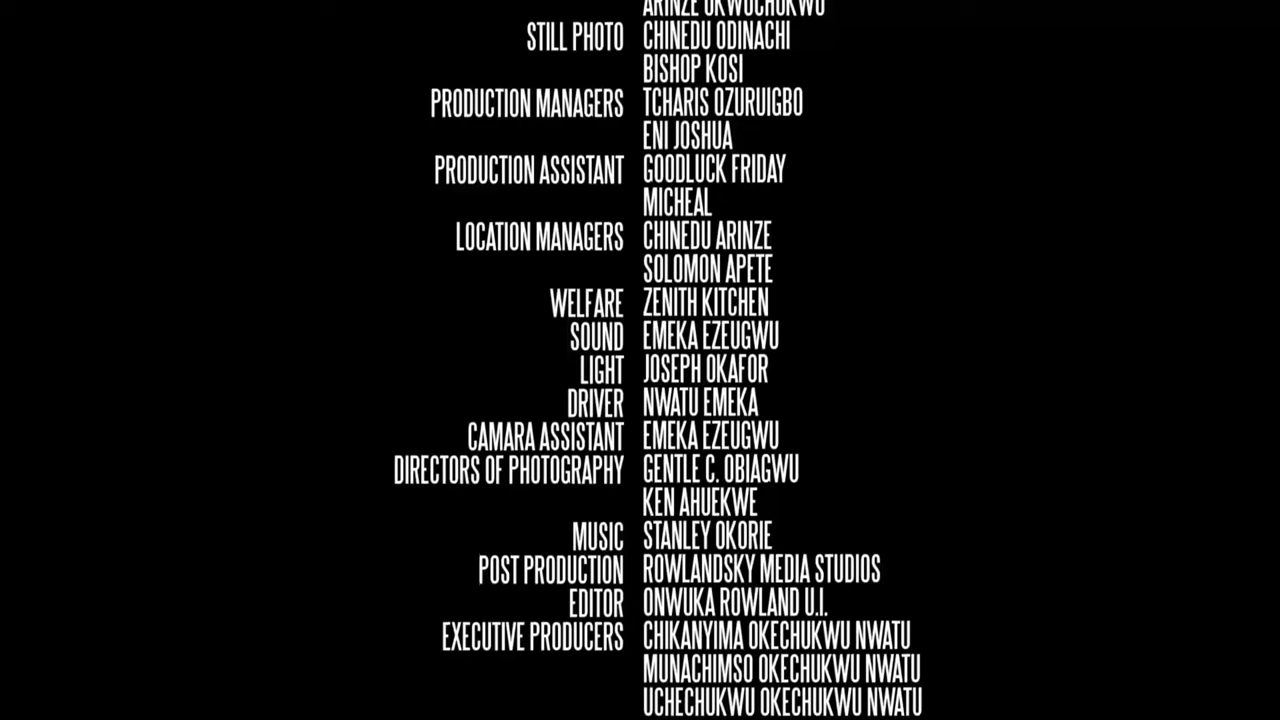 ARINZE OKWUCHUKWU
STILL PHOTO CHINEDU ODINACHI
BISHOP KOSI
PRODUCTION MANAGERS TCHARIS OZURUIGBO
ENI JOSHUA
PRODUCTION ASSISTANT GOODLUCK FRIDAY
MICHEAL
LOCATION MANAGERS CHINEDU ARINZE
SOLOMON APETE
WELFARE ZENITH KITCHEN
SOUND EMEKA EZEUGWU
LIGHT JOSEPH OKAFOR
DRIVER NWATU EMEKA
CAMARA ASSISTANT EMEKA EZEUGWU
DIRECTORS OF PHOTOGRAPHY GENTLE C. OBIAGWU
KEN AHUEKWE
MUSIC STANLEY OKORIE
POST PRODUCTION ROWLANDSKY MEDIA STUDIOS
EDITOR ONWUKA ROWLAND U.I.
EXECUTIVE PRODUCERS CHIKANYIMA OKECHUKWU NWATU
MUNACHIMSO OKECHUKWU NWATU
UCHECHUKWU OKECHUKWU NWATU